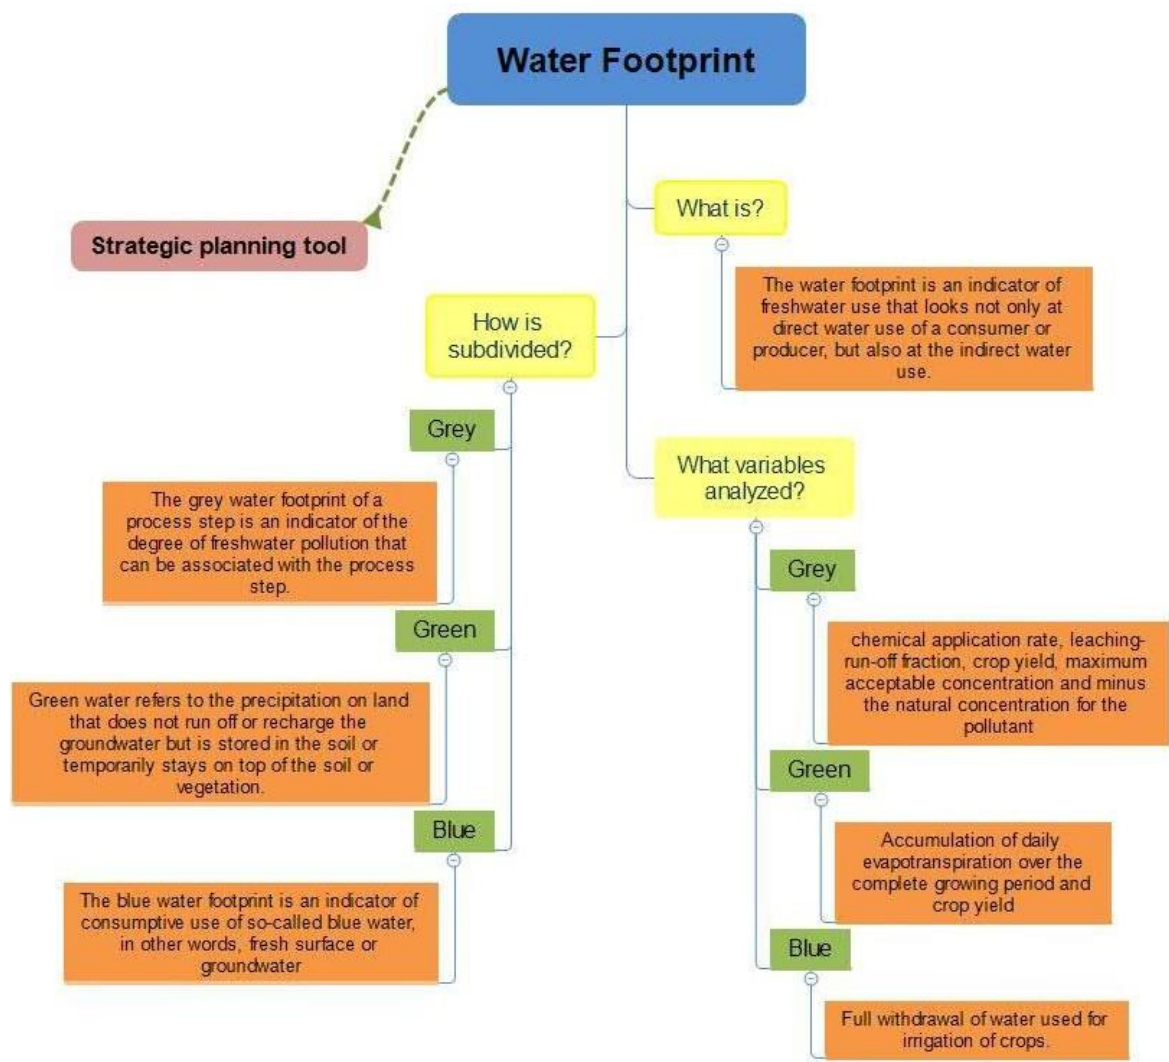 Water Footprint
Strategic planning tool
What is?
The water footprint is an indicator of
freshwater use that looks not only at
direct water use of a consumer or
producer, but also at the indirect water
use.
How is
subdivided?
Grey
The grey water footprint of a
process step is an indicator of the
degree of freshwater pollution that
can be associated with the process
step.
Green
Green water refers to the precipitation on land
that does not run off or recharge the
groundwater but is stored in the soil or
temporarily stays on top of the soil or
vegetation.
Blue
The blue water footprint is an indicator of
consumptive use of so-called blue water,
in other words, fresh surface or
groundwater
What variables
analyzed?
Grey
chemical application rate, leaching-
run-off fraction, crop yield, maximum
acceptable concentration and minus
the natural concentration for the
pollutant
Green
Accumulation of daily
evapotranspiration over the
complete growing period and
crop yield
Blue
Full withdrawal of water used for
irrigation of crops.